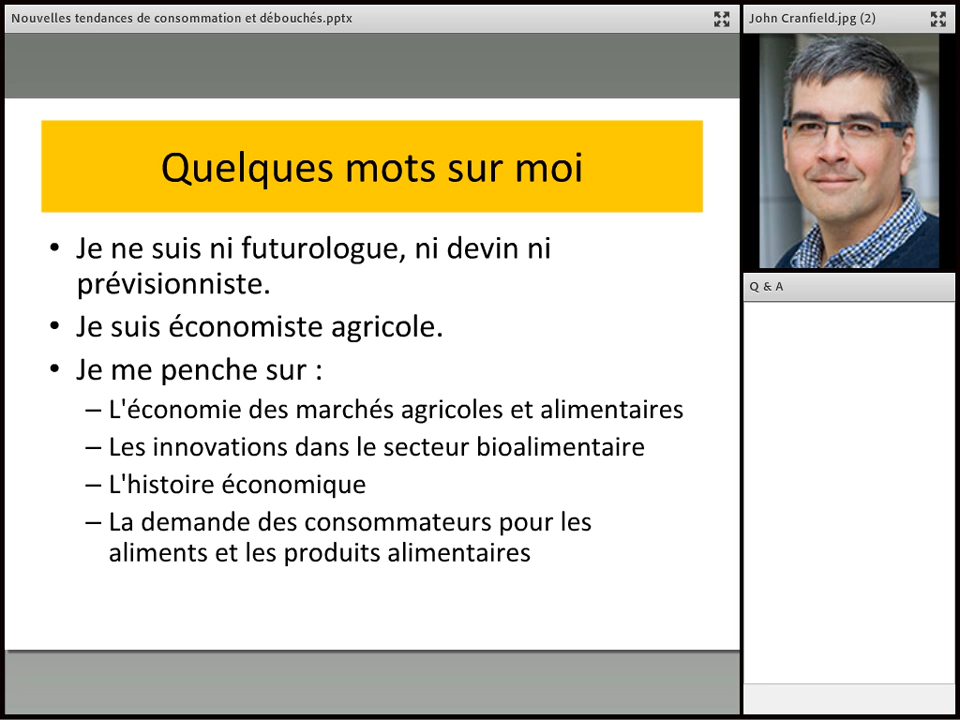 Nouvelles tendances de consommation et débouchés.pptx
John Cranfield.jpg (2)
Quelques mots sur moi
• Je ne suis ni futurologue, ni devin ni
prévisionniste.
• Je suis économiste agricole.
• Je me penche sur :
– L'économie des marchés agricoles et alimentaires
– Les innovations dans le secteur bioalimentaire
– L'histoire économique
– La demande des consommateurs pour les
aliments et les produits alimentaires
Q & A